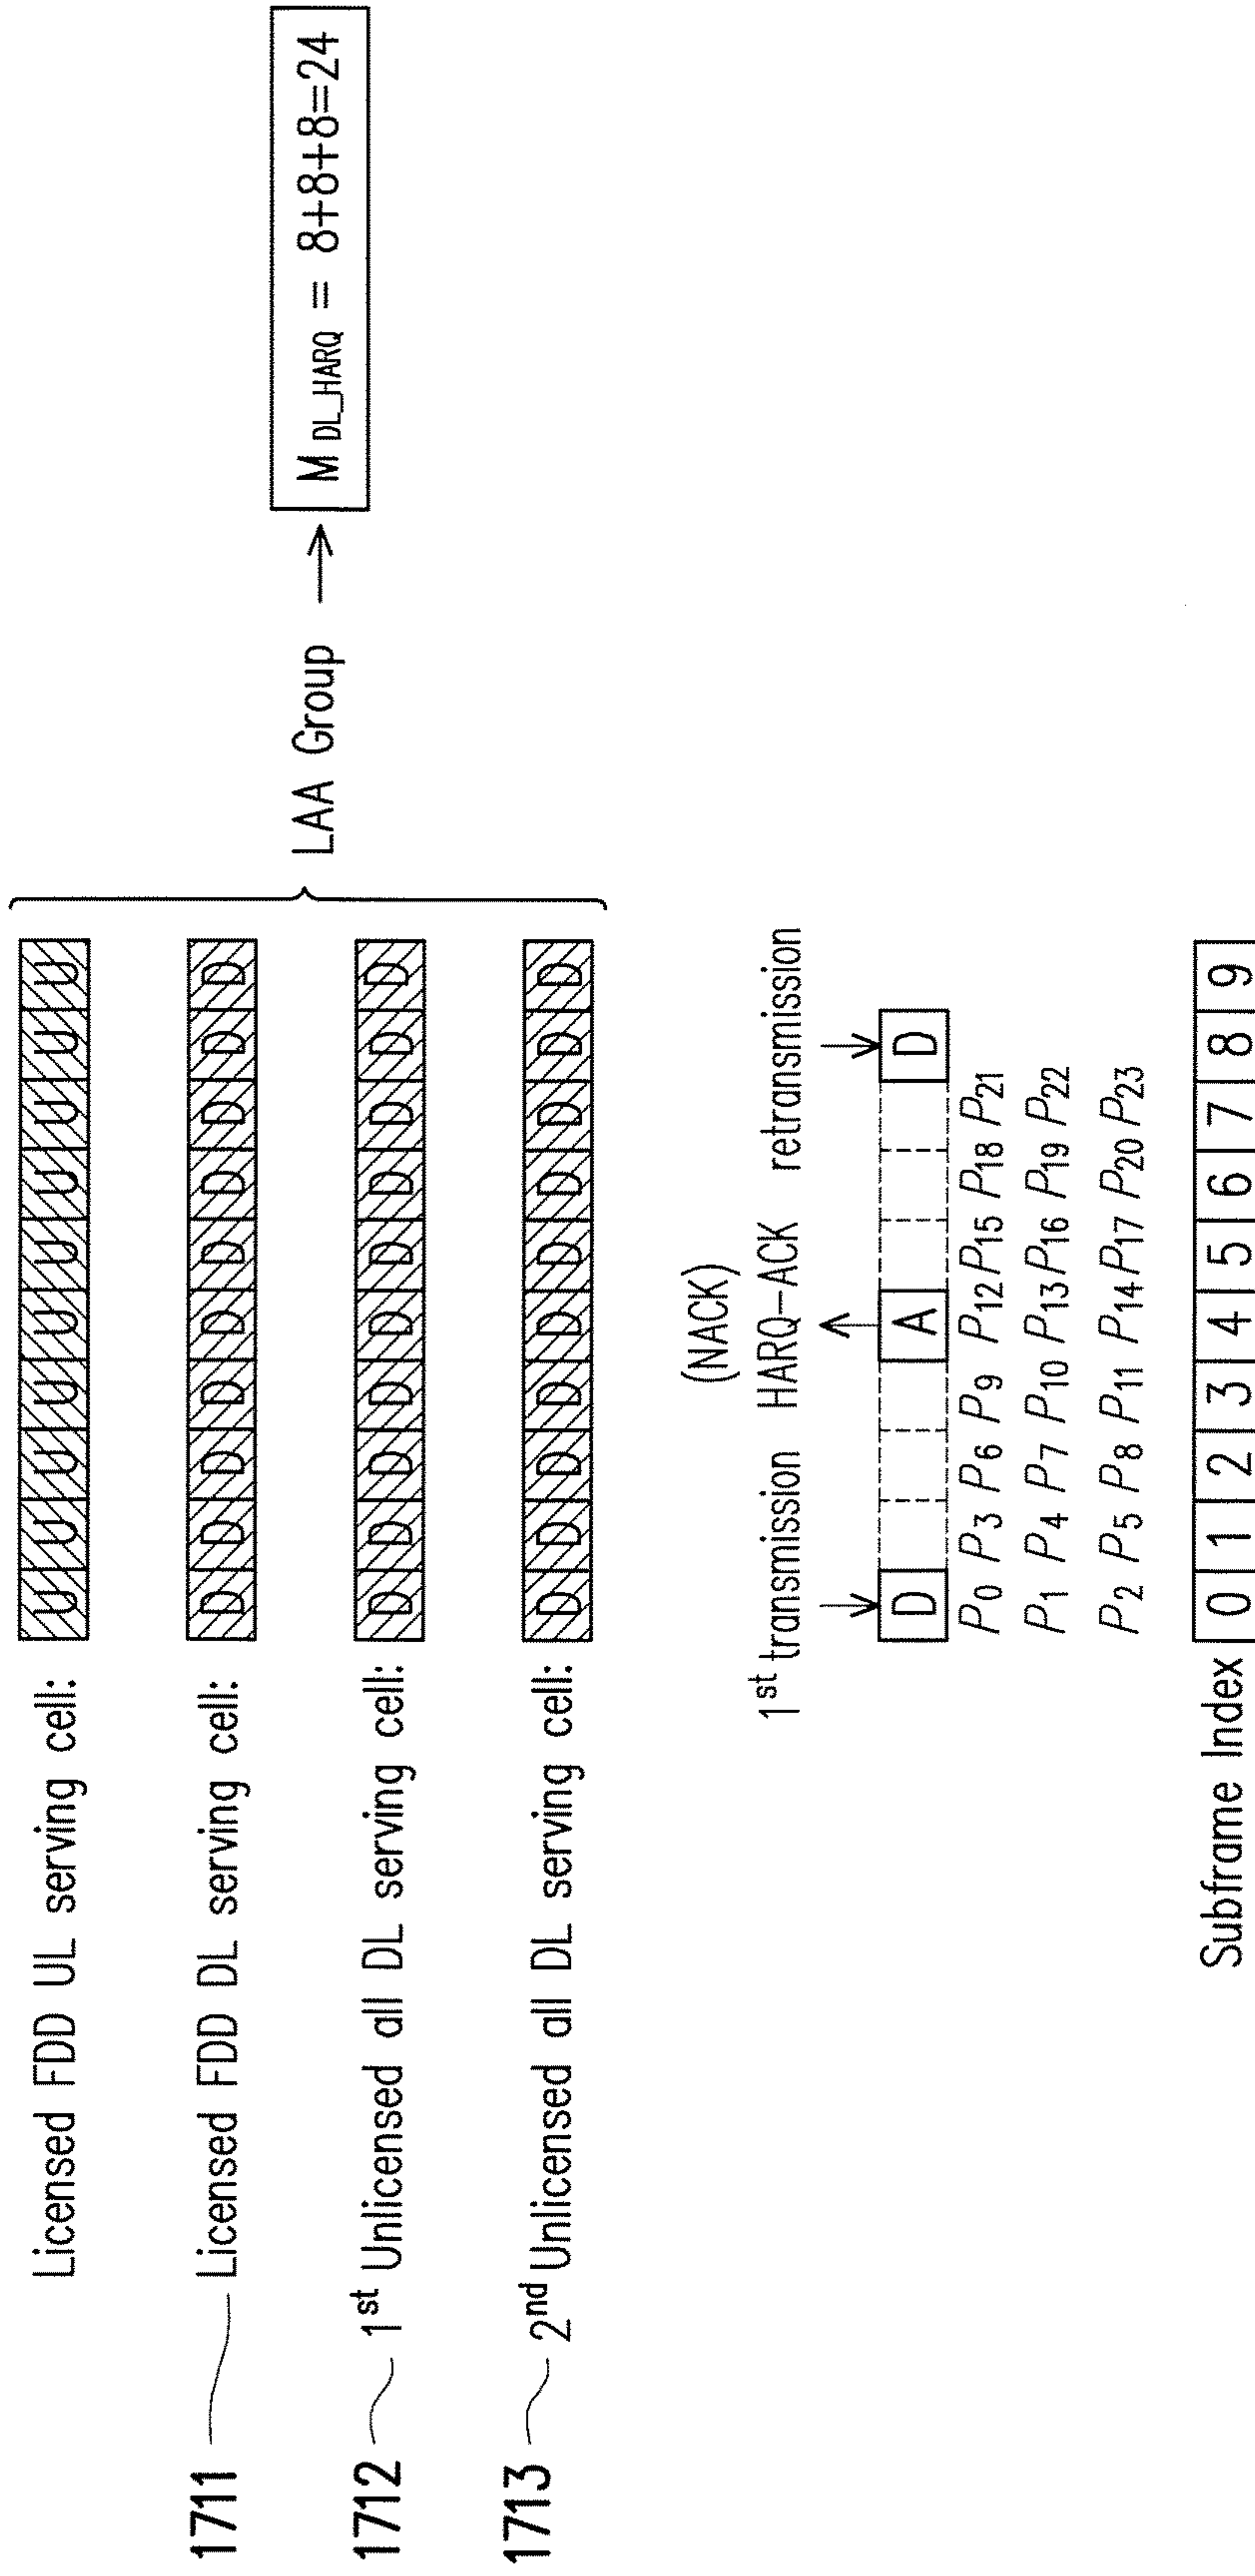 Licensed FDD UL serving cell: U U U U U U U U U U
1711 Licensed FDD DL serving cell: D D D D D D D D D D
1712 1st Unlicensed all DL serving cell: D D D D D D D D D D
1713 2nd Unlicensed all DL serving cell: D D D D D D D D D D
LAA Group
M DL_HARQ = 8+8+8=24
(NACK)
1st transmission HARQ-ACK retransmission
D A D
P0 P3 P6 P9 P12 P15 P18 P21
P1 P4 P7 P10 P13 P16 P19 P22
P2 P5 P8 P11 P14 P17 P20 P23
Subframe Index 0 1 2 3 4 5 6 7 8 9